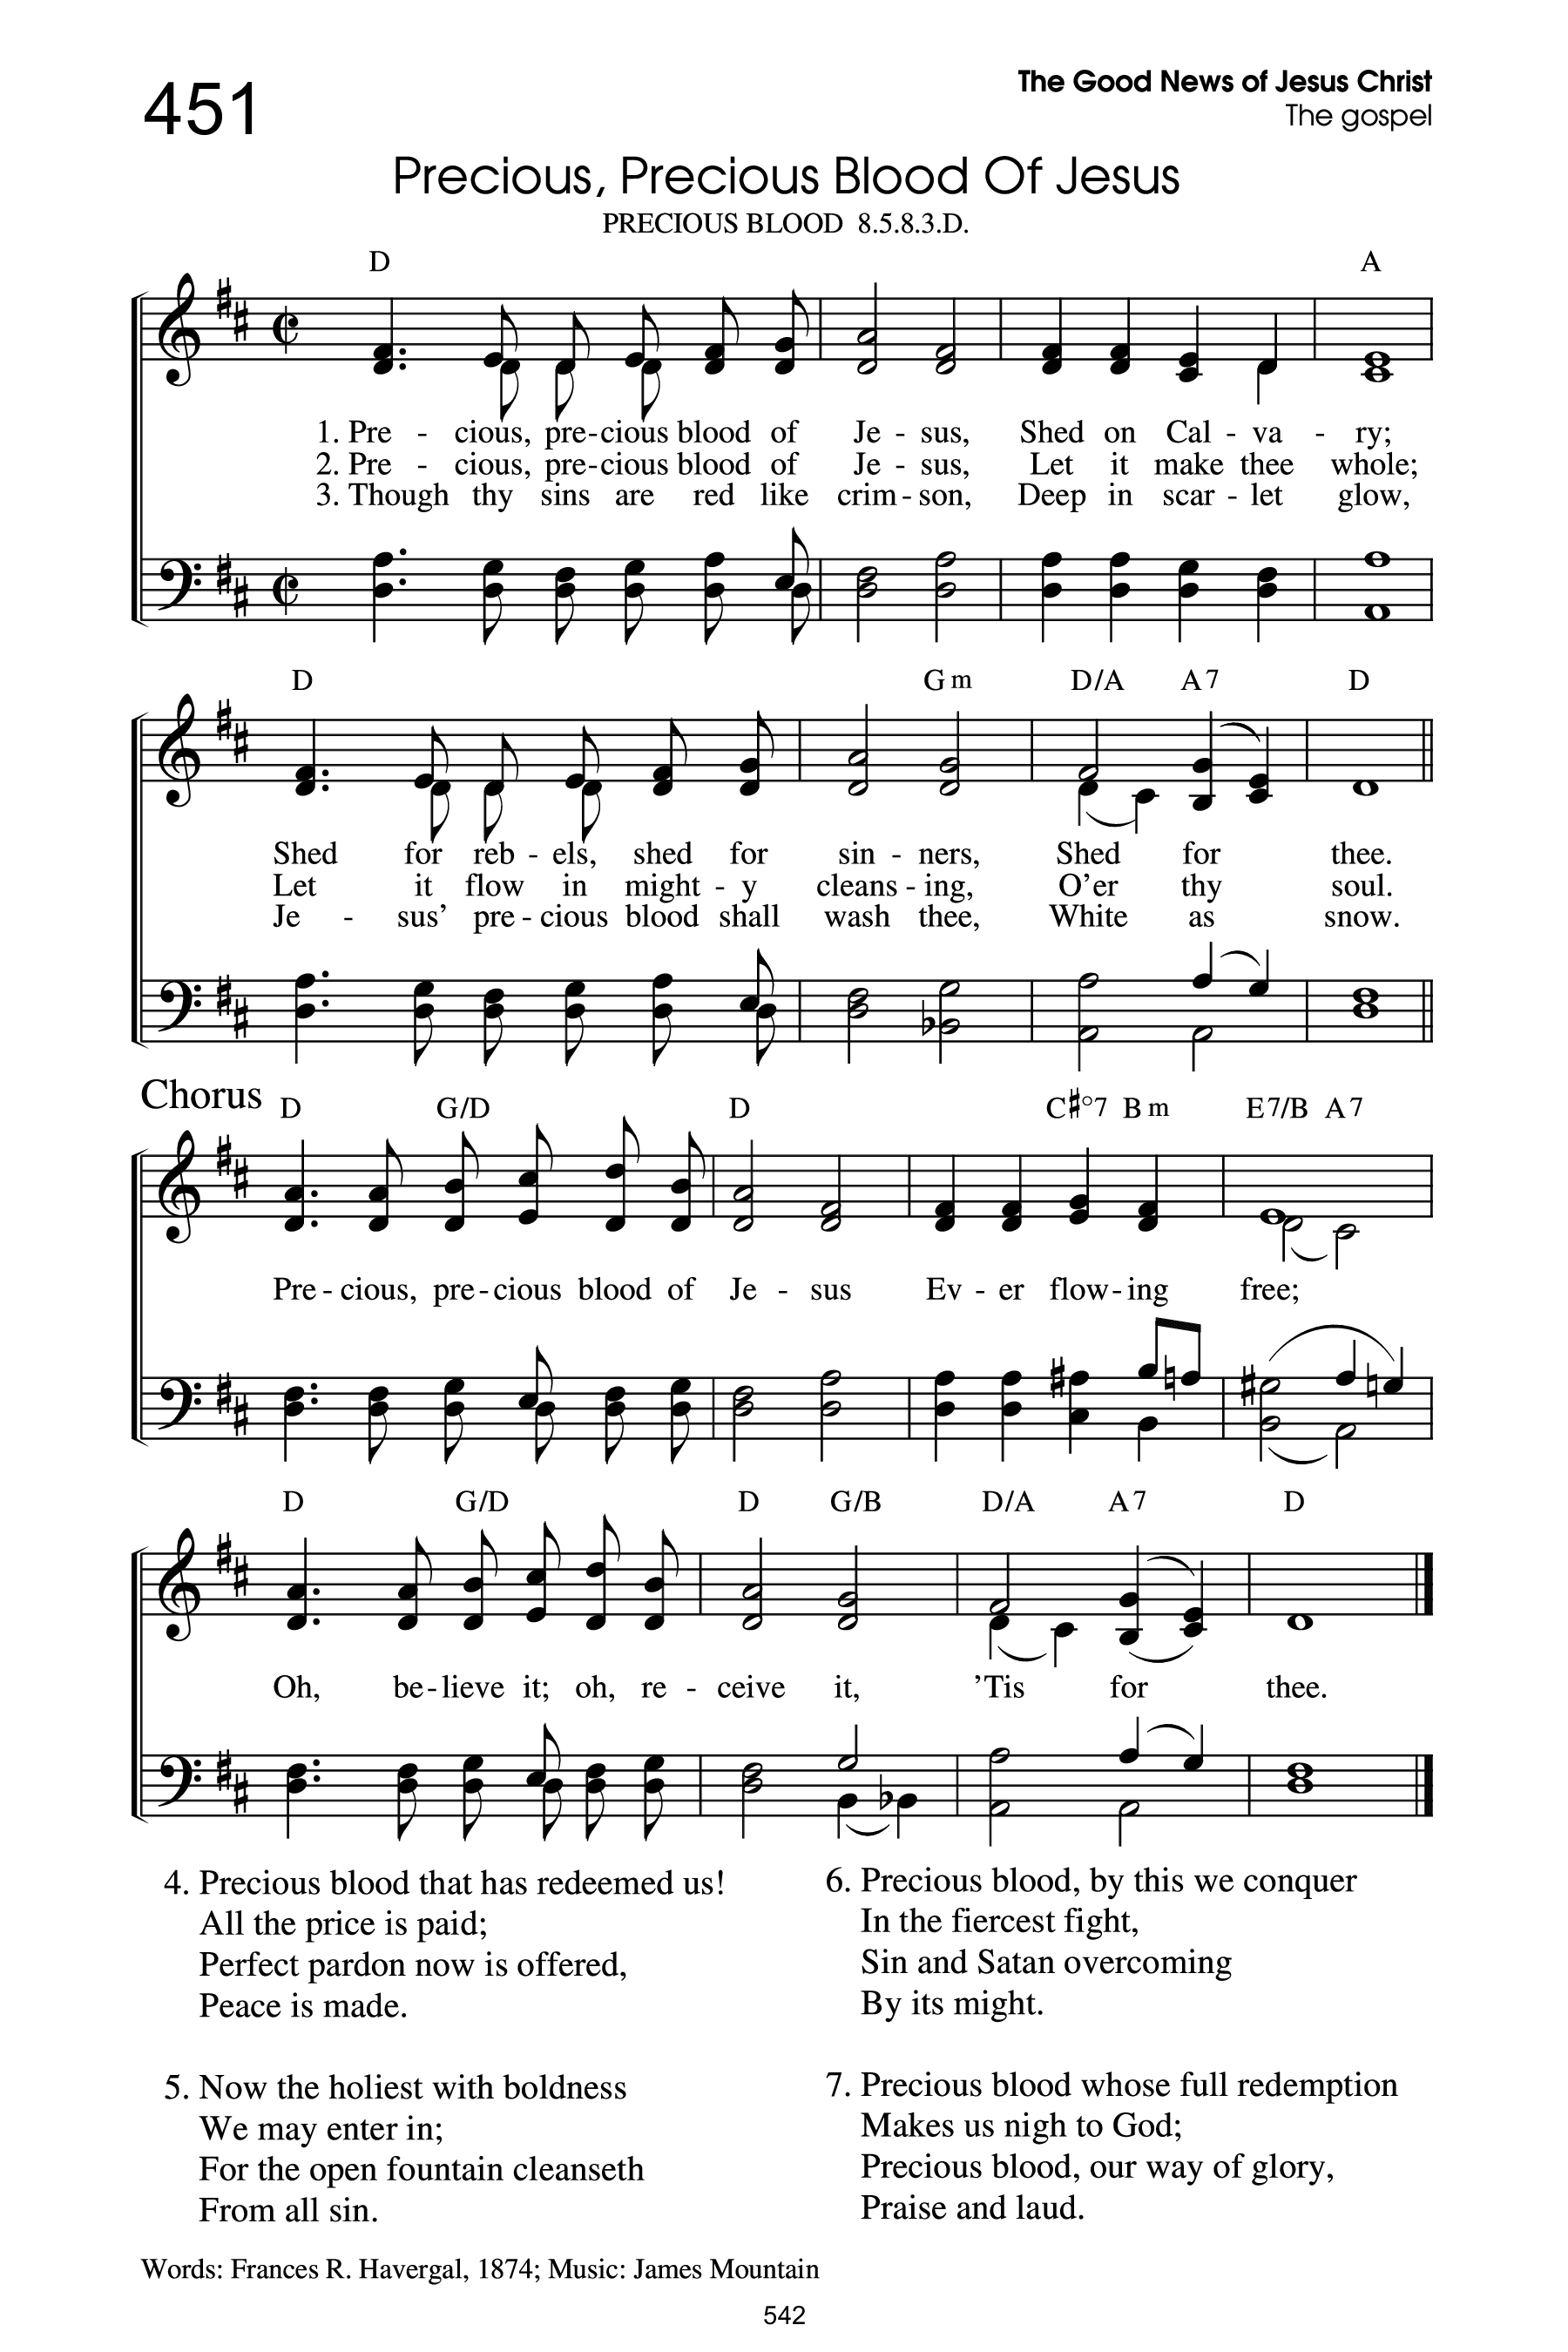 451
The Good News of Jesus Christ
The gospel
Precious, Precious Blood Of Jesus
PRECIOUS BLOOD 8.5.8.3.D.
D A
1. Pre - cious, pre - cious blood of Je - sus, Shed on Cal - va - ry;
2. Pre - cious, pre - cious blood of Je - sus, Let it make thee whole;
3. Though thy sins are red like crim - son, Deep in scar - let glow,
D Gm D/A A7 D
Shed for reb - els, shed for sin - ners, Shed for thee.
Let it flow in might - y cleans - ing, O'er thy soul.
Je - sus' pre - cious blood shall wash thee, White as snow.
Chorus
D G/D D C♯°7 Bm E7/B A7
Pre - cious, pre - cious blood of Je - sus Ev - er flow - ing free;
D G/D D G/B D/A A7 D
Oh, be - lieve it; oh, re - ceive it, 'Tis for thee.
4. Precious blood that has redeemed us!
All the price is paid;
Perfect pardon now is offered,
Peace is made.
5. Now the holiest with boldness
We may enter in;
For the open fountain cleanseth
From all sin.
6. Precious blood, by this we conquer
In the fiercest fight,
Sin and Satan overcoming
By its might.
7. Precious blood whose full redemption
Makes us nigh to God;
Precious blood, our way of glory,
Praise and laud.
Words: Frances R. Havergal, 1874; Music: James Mountain
542